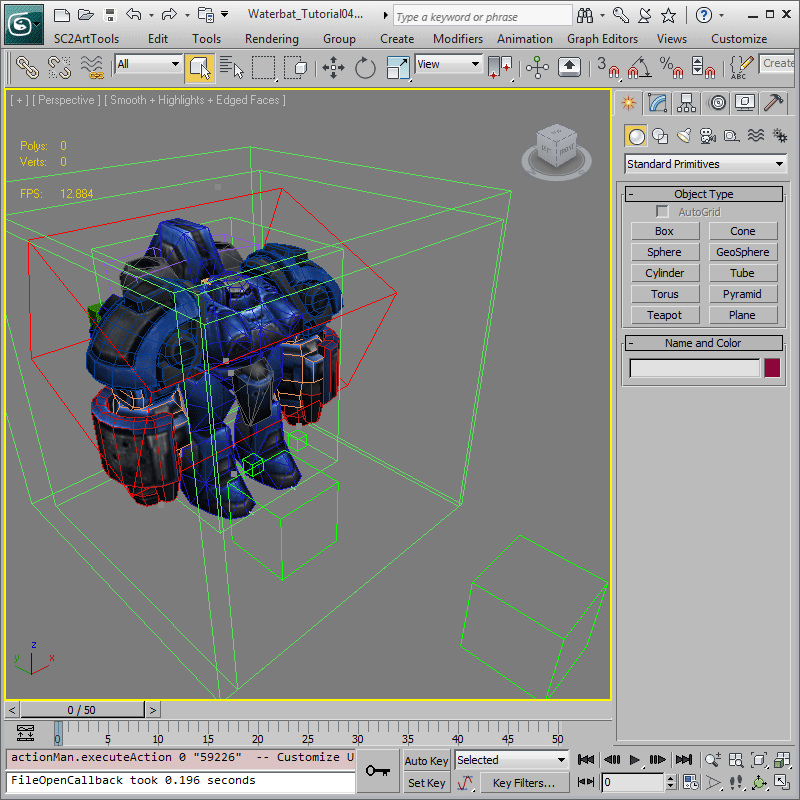 Waterbat_Tutorial04...
Type a keyword or phrase
SC2ArtTools Edit Tools Rendering Group Create Modifiers Animation Graph Editors Views Customize
All
View
3
%
ABC
Create
[ + ] [ Perspective ] [ Smooth + Highlights + Edged Faces ]
Polys: 0
Verts: 0
FPS: 12.884
Standard Primitives
- Object Type
AutoGrid
Box Cone
Sphere GeoSphere
Cylinder Tube
Torus Pyramid
Teapot Plane
- Name and Color
z
y x
< 0 / 50 >
0 5 10 15 20 25 30 35 40 45 50
actionMan.executeAction 0 "59226" -- Customize U
FileOpenCallback took 0.196 seconds
Auto Key Selected
Set Key Key Filters...
0